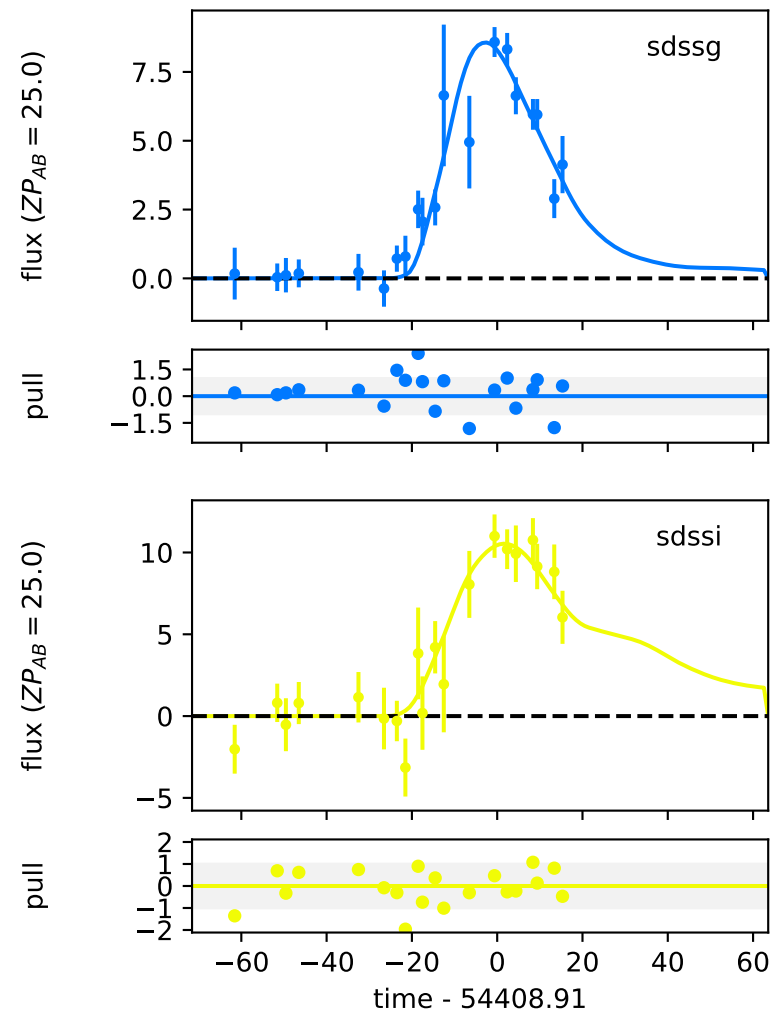 sdssg
flux (ZP_AB = 25.0)
7.5
5.0
2.5
0.0
pull
1.5
0.0
−1.5
sdssi
flux (ZP_AB = 25.0)
10
5
0
−5
pull
2
1
0
−1
−2
−60 −40 −20 0 20 40 60
time - 54408.91